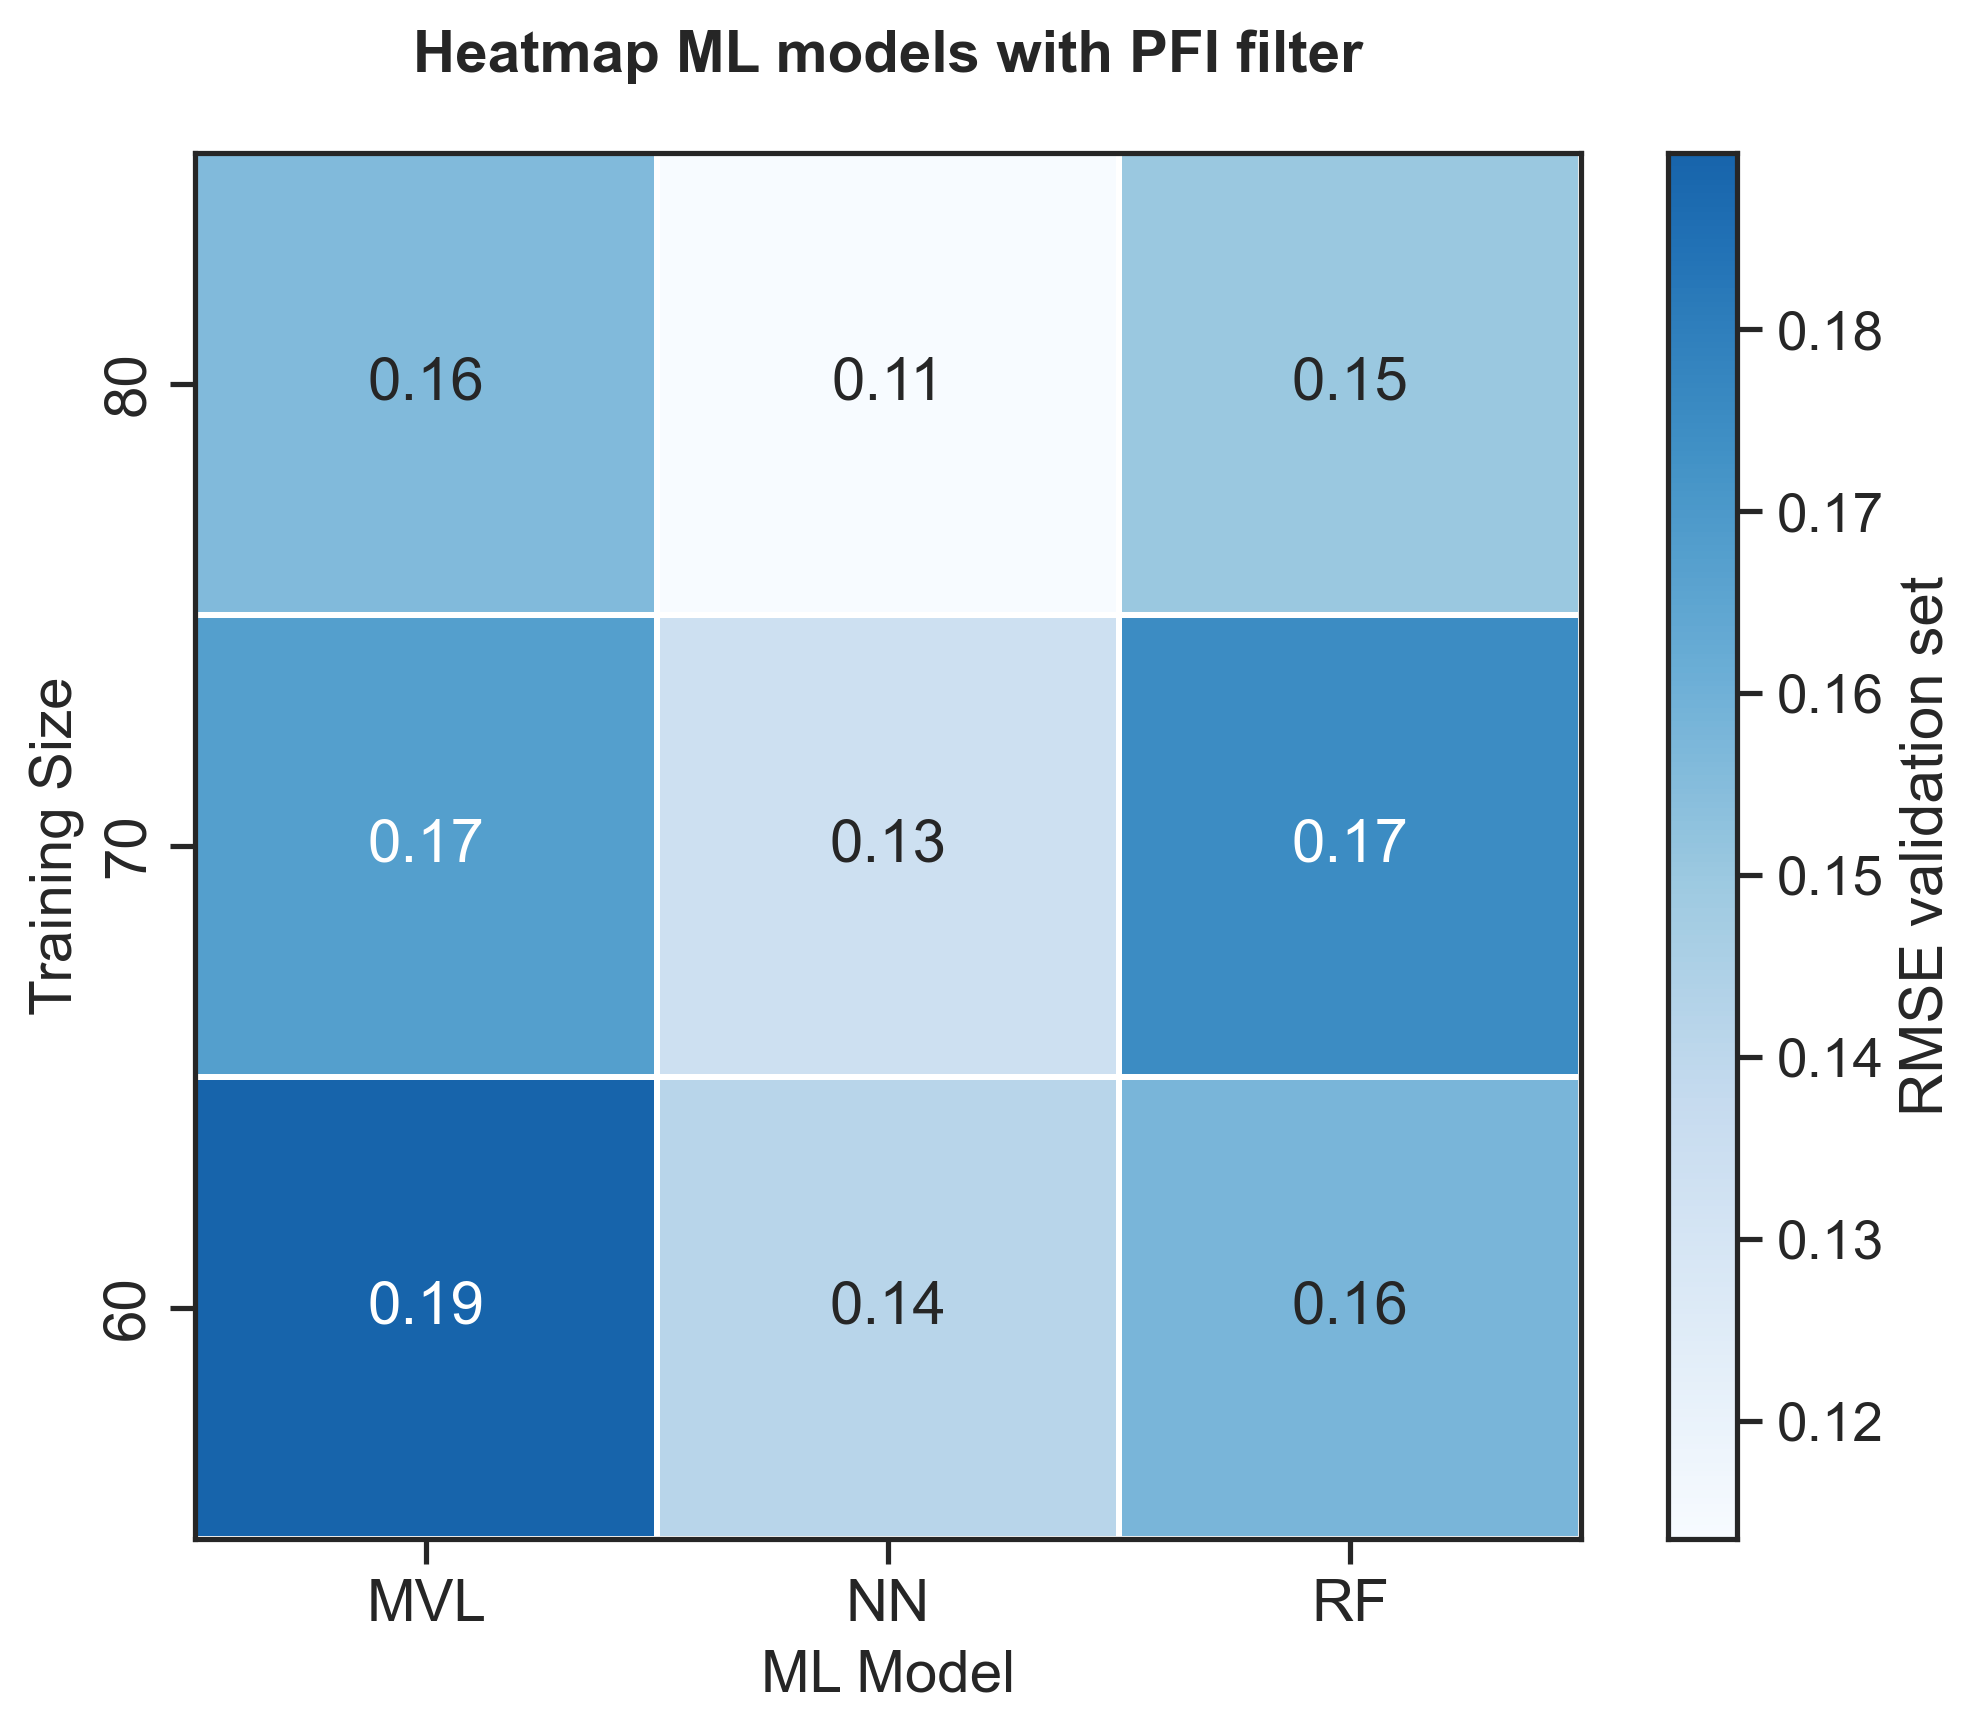 Heatmap ML models with PFI filter
Training Size
80
0.16
0.11
0.15
70
0.17
0.13
0.17
60
0.19
0.14
0.16
MVL
NN
RF
ML Model
0.18
0.17
0.16
0.15
0.14
0.13
0.12
RMSE validation set